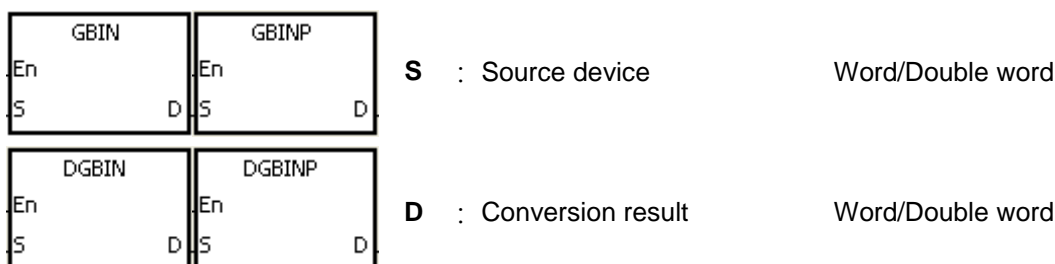 GBIN GBINP
En En S : Source device Word/Double word
S D S D
DGBIN DGBINP
En En D : Conversion result Word/Double word
S D S D